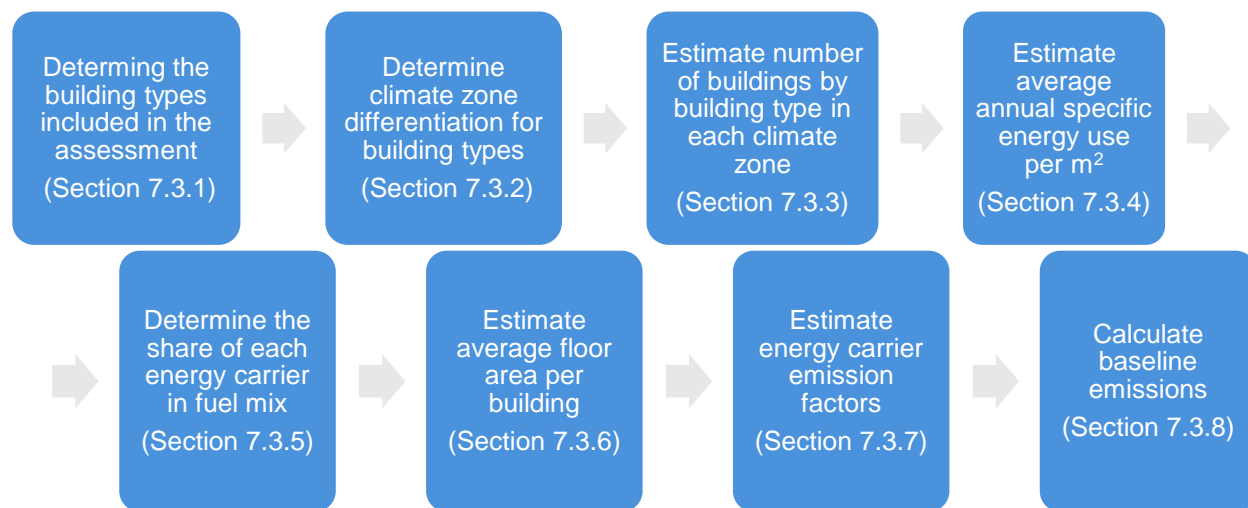 Determing the
building types
included in the
assessment
(Section 7.3.1)
Determine
climate zone
differentiation for
building types
(Section 7.3.2)
Estimate number
of buildings by
building type in
each climate
zone
(Section 7.3.3)
Estimate
average
annual specific
energy use
per m²
(Section 7.3.4)
Determine the
share of each
energy carrier
in fuel mix
(Section 7.3.5)
Estimate
average floor
area per
building
(Section 7.3.6)
Estimate
energy carrier
emission
factors
(Section 7.3.7)
Calculate
baseline
emissions
(Section 7.3.8)